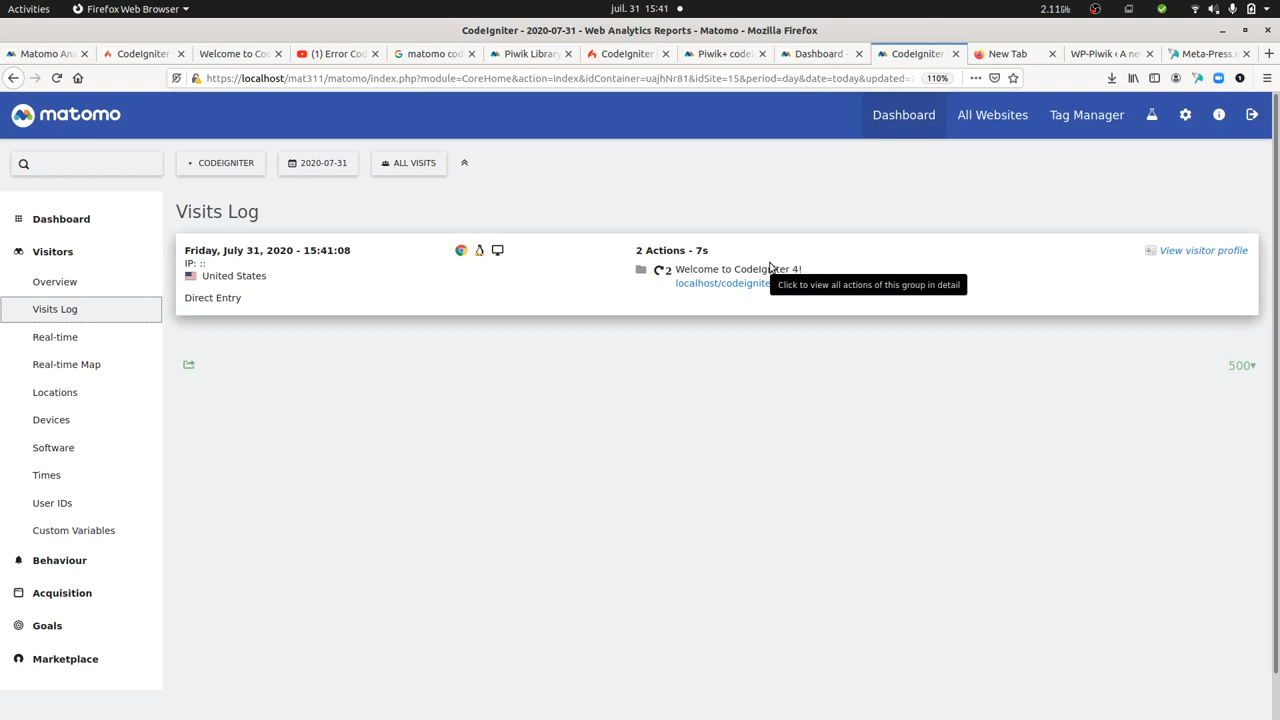 Activities Firefox Web Browser juil. 31 15:41 2.11GiB
CodeIgniter - 2020-07-31 - Web Analytics Reports - Matomo - Mozilla Firefox
Matomo An CodeIgniter Welcome to Co (1) Error Co matomo cod Piwik Library CodeIgniter Piwik+ codei Dashboard - CodeIgniter New Tab WP-Piwik ‹ A ne Meta-Press.e
https://localhost/mat311/matomo/index.php?module=CoreHome&action=index&idContainer=uajhNr81&idSite=15&period=day&date=today&updated= 110%
matomo Dashboard All Websites Tag Manager
CODEIGNITER 2020-07-31 ALL VISITS
Dashboard
Visitors
Overview
Visits Log
Real-time
Real-time Map
Locations
Devices
Software
Times
User IDs
Custom Variables
Behaviour
Acquisition
Goals
Marketplace
Visits Log
Friday, July 31, 2020 - 15:41:08 2 Actions - 7s View visitor profile
IP: ::
United States
Direct Entry
2 Welcome to CodeIgniter 4!
localhost/codeignite
Click to view all actions of this group in detail
500